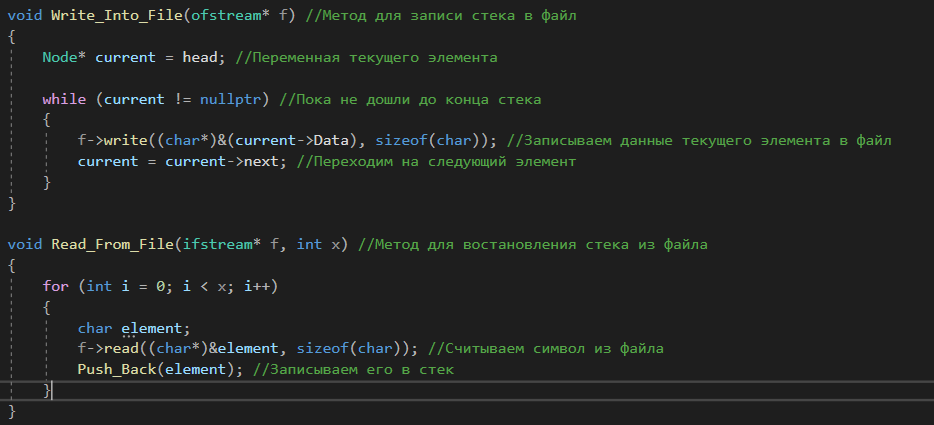 void Write_Into_File(ofstream* f) //Метод для записи стека в файл
{
    Node* current = head; //Переменная текущего элемента

    while (current != nullptr) //Пока не дошли до конца стека
    {
        f->write((char*)&(current->Data), sizeof(char)); //Записываем данные текущего элемента в файл
        current = current->next; //Переходим на следующий элемент
    }
}

void Read_From_File(ifstream* f, int x) //Метод для востановления стека из файла
{
    for (int i = 0; i < x; i++)
    {
        char element;
        f->read((char*)&element, sizeof(char)); //Считываем символ из файла
        Push_Back(element); //Записываем его в стек
    }
}